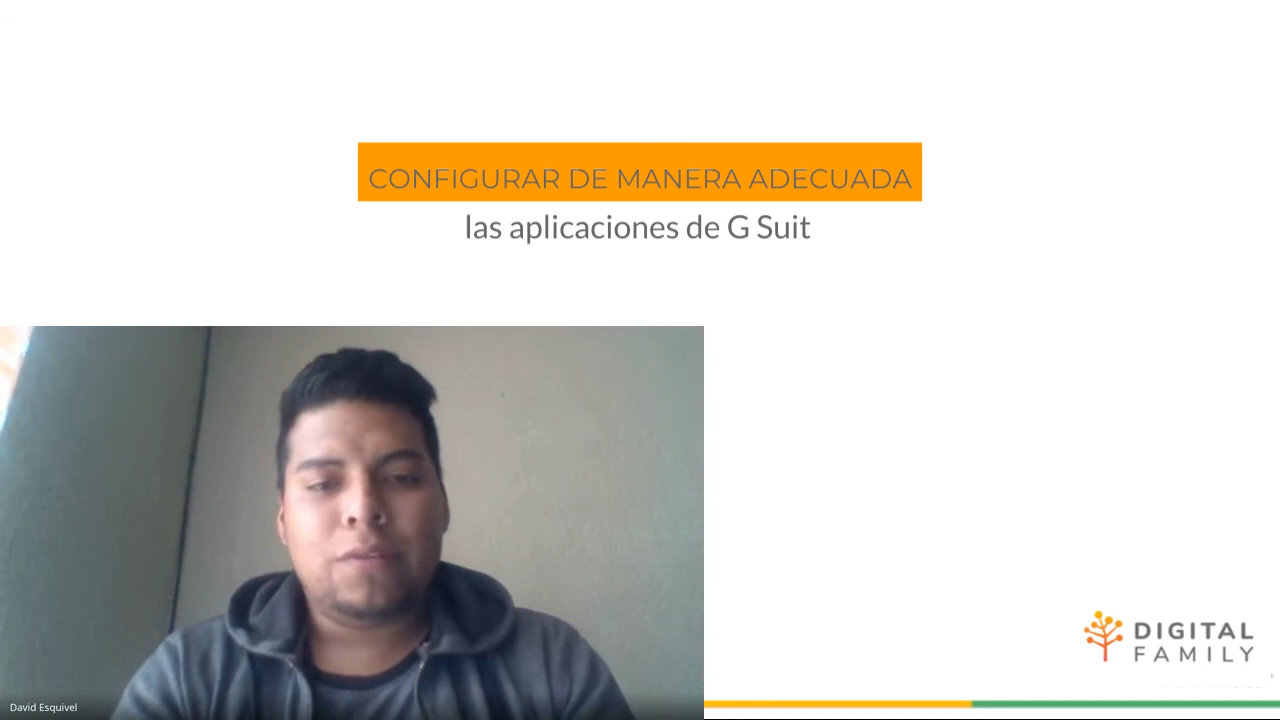 CONFIGURAR DE MANERA ADECUADA
las aplicaciones de G Suit
David Esquivel
DIGITAL
FAMILY